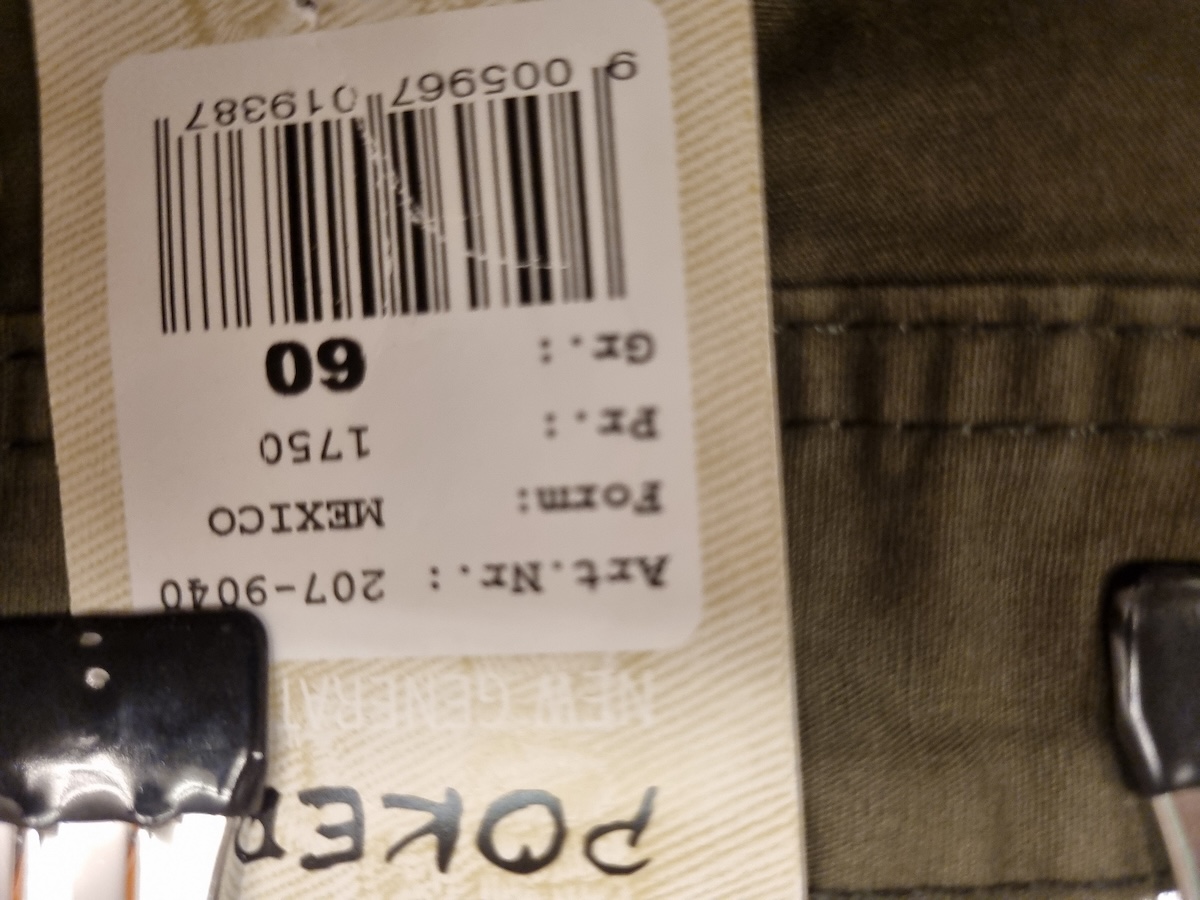 POKER
NEW GENERAT
Art.Nr.: 207-9040
Form: MEXICO
Pr.: 1750
Gr.: 60
9 005967 019387